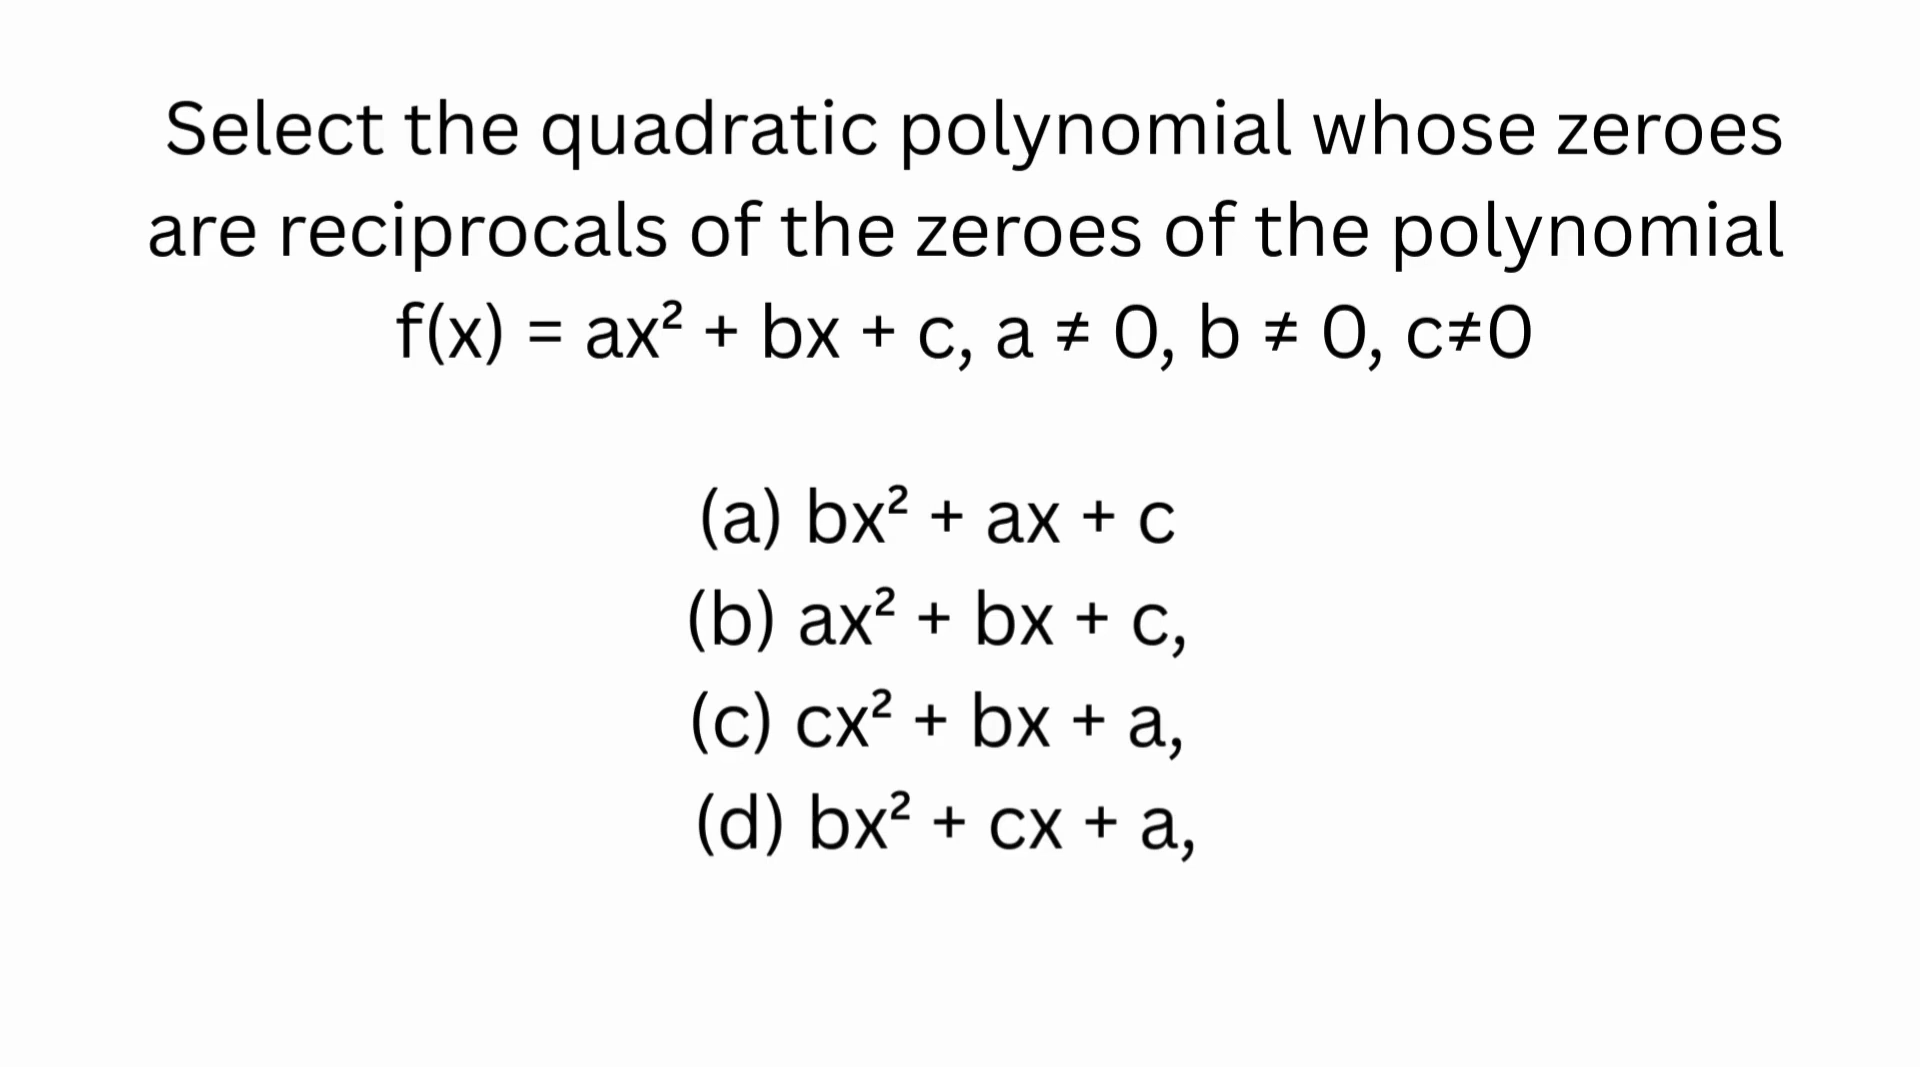 Select the quadratic polynomial whose zeroes
are reciprocals of the zeroes of the polynomial
f(x) = ax² + bx + c, a ≠ 0, b ≠ 0, c≠0
(a) bx² + ax + c
(b) ax² + bx + c,
(c) cx² + bx + a,
(d) bx² + cx + a,